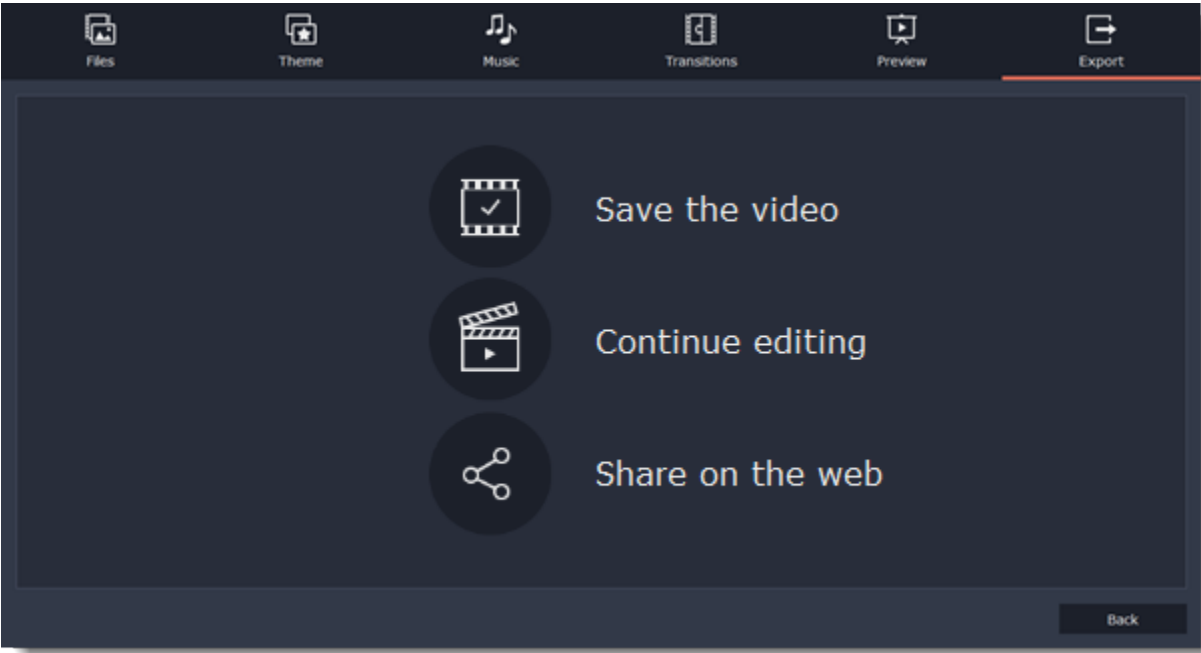 Files
Theme
Music
Transitions
Preview
Export
Save the video
Continue editing
Share on the web
Back